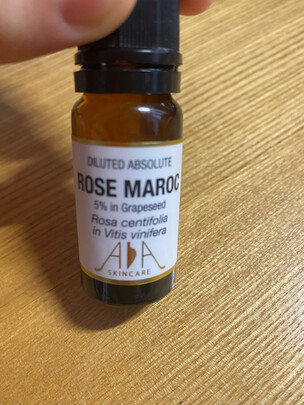 DILUTED ABSOLUTE
ROSE MAROC
5% in Grapeseed
Rosa centifolia
in Vitis vinifera
AA
SKINCARE